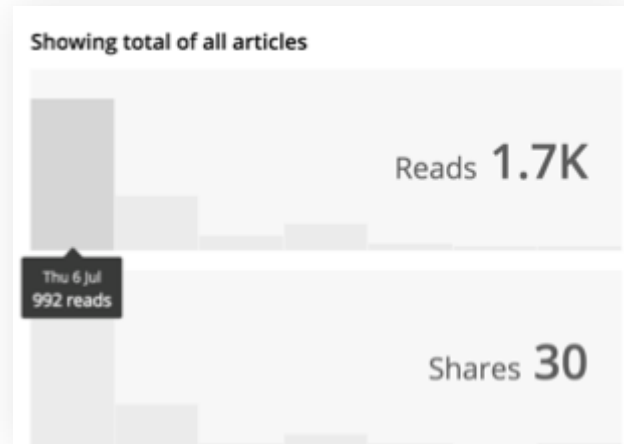 Showing total of all articles
Reads 1.7K
Thu 6 Jul
992 reads
Shares 30